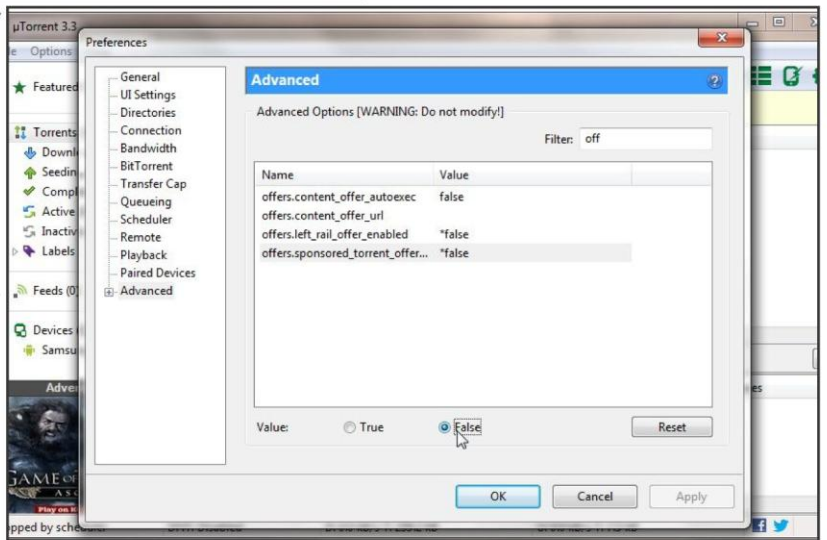 µTorrent 3.3
Options
Preferences
Featured
Torrents
Seedin
Compl
Active
Inactiv
Labels
Feeds (0)
Devices
Samsu
Adve
GAME OF
ASC
Play on
General
UI Settings
Directories
Connection
Bandwidth
BitTorrent
Transfer Cap
Queueing
Scheduler
Remote
Playback
Paired Devices
Advanced
Advanced
Advanced Options [WARNING: Do not modify!]
Filter: off
Name Value
offers.content_offer_autoexec false
offers.content_offer_url
offers.left_rail_offer_enabled *false
offers.sponsored_torrent_offer... *false
Value: True False Reset
OK Cancel Apply
es
pped by sche